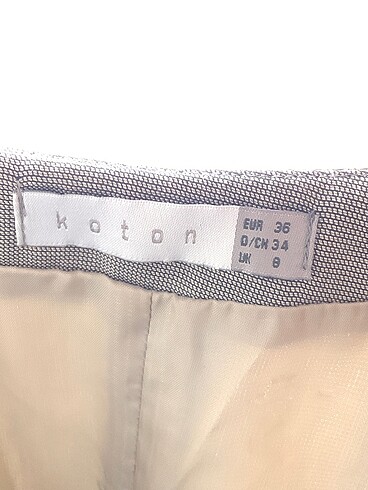 koton
EUR 36
D/CH 34
UK 8